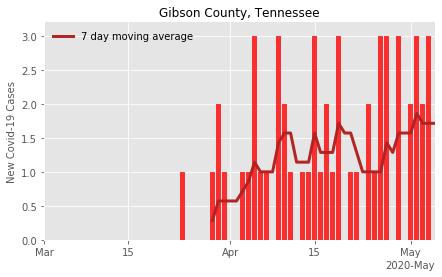 Gibson County, Tennessee
7 day moving average
New Covid-19 Cases
3.0
2.5
2.0
1.5
1.0
0.5
0.0
Mar 15 Apr 15 May
2020-May